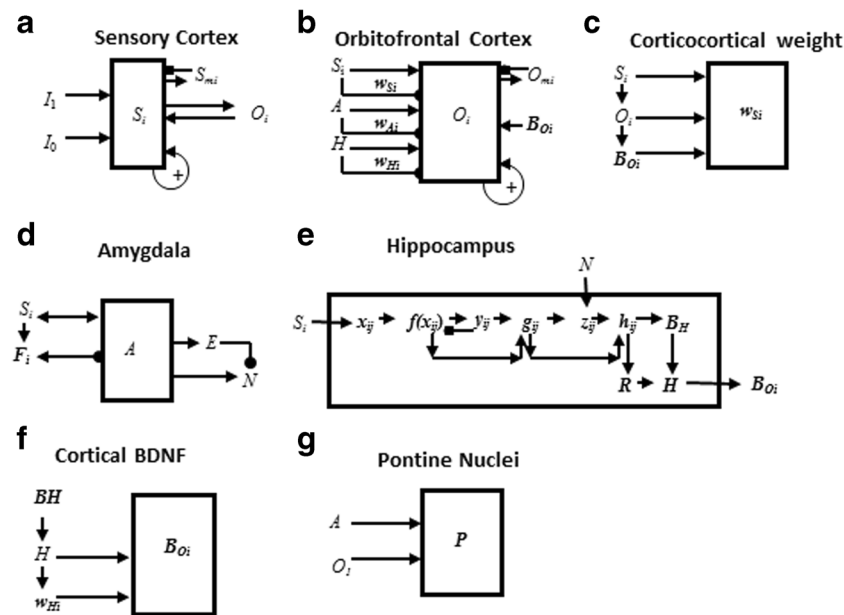 a
Sensory Cortex
I1
I0
Si
Smi
Oi
+
b
Orbitofrontal Cortex
Si
wSi
A
wAi
H
wHi
Oi
Omi
BOi
+
c
Corticocortical weight
Si
Oi
BOi
wSi
d
Amygdala
Si
Fi
A
E
N
e
Hippocampus
N
Si
xij f(xij) yij gij zij hij BH
R H
BOi
f
Cortical BDNF
BH
H
wHi
BOi
g
Pontine Nuclei
A
O1
P